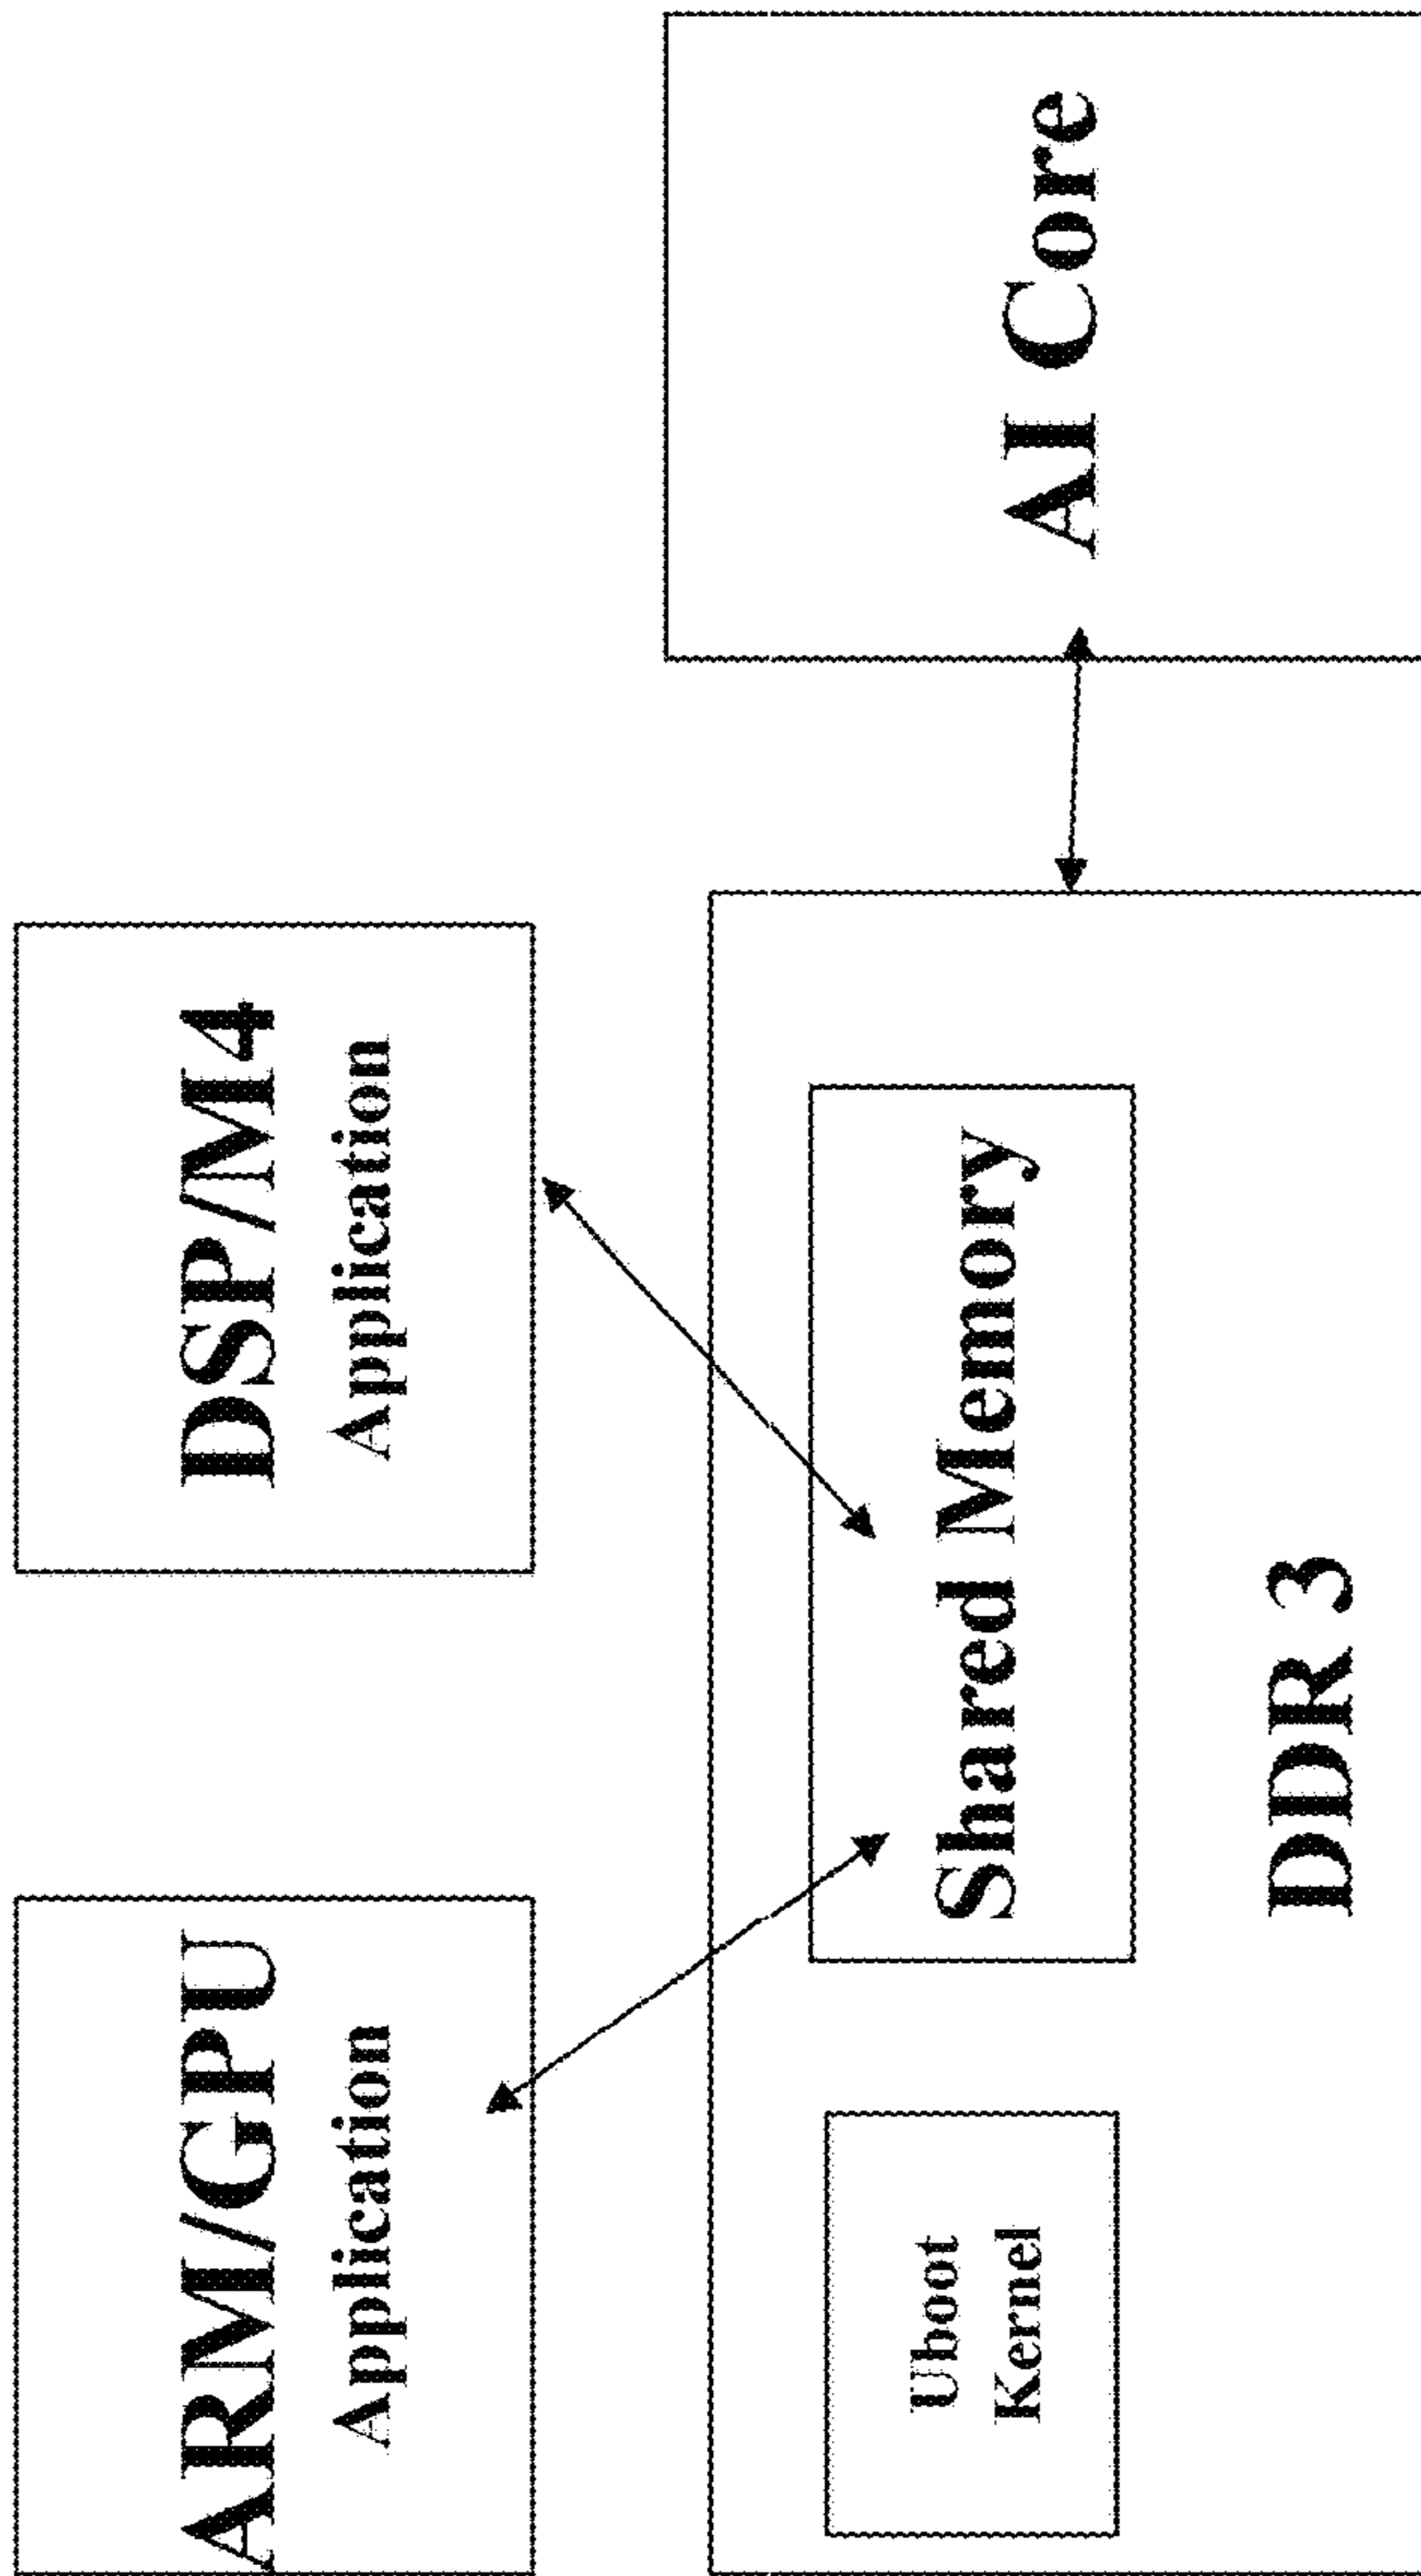 ARM/GPU
Application
DSP/M4
Application
Uboot
Kernel
Shared Memory
DDR 3
AI Core